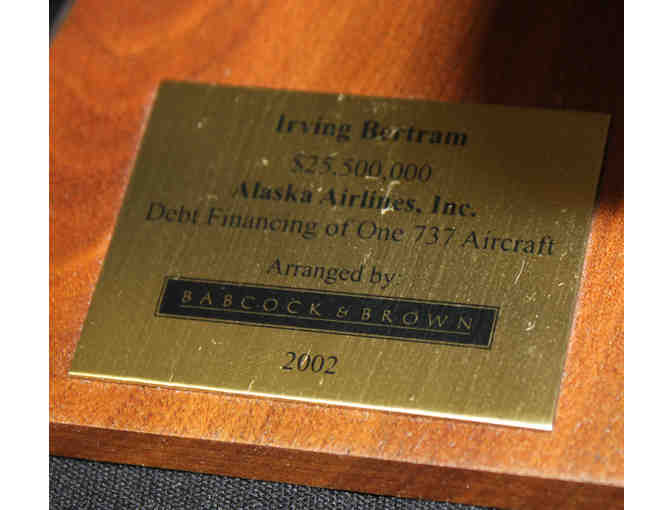 Irving Bertram
$25,500,000
Alaska Airlines, Inc.
Debt Financing of One 737 Aircraft
Arranged by:
BABCOCK & BROWN
2002